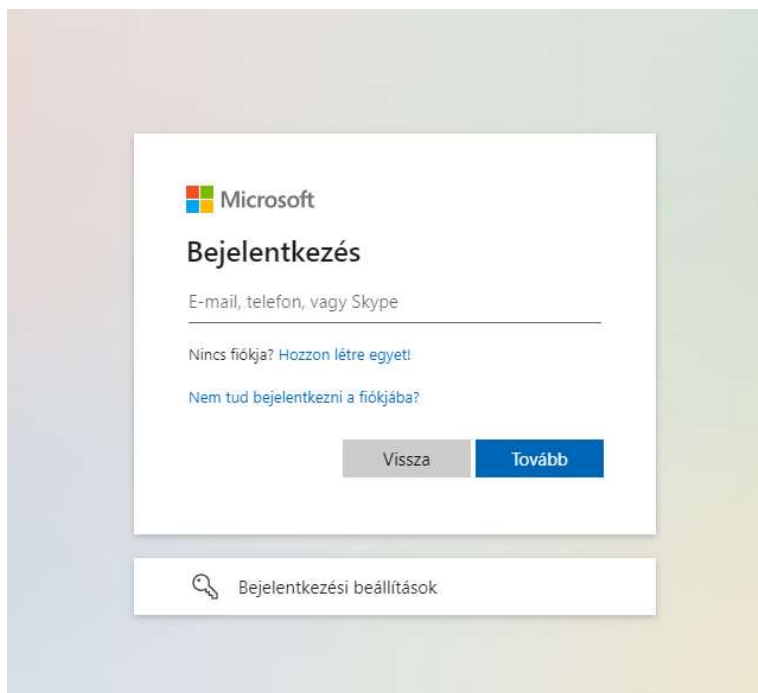 Microsoft
Bejelentkezés
E-mail, telefon, vagy Skype
Nincs fiókja? Hozzon létre egyet!
Nem tud bejelentkezni a fiókjába?
Vissza Tovább
Bejelentkezési beállítások